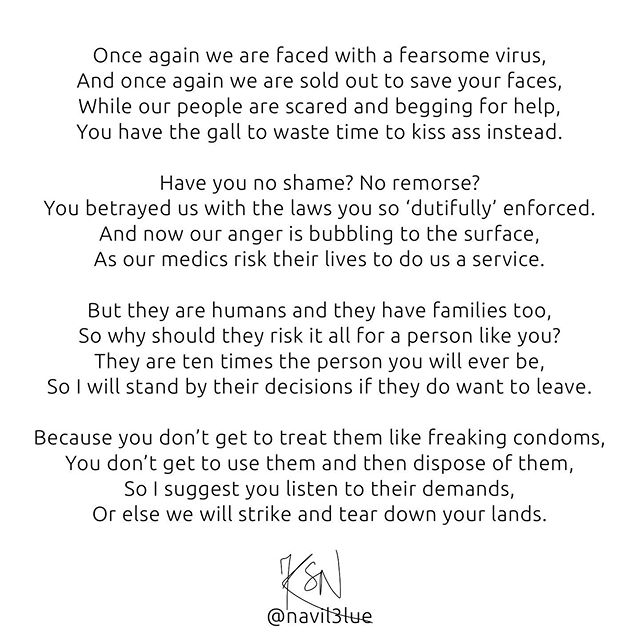 Once again we are faced with a fearsome virus,
And once again we are sold out to save your faces,
While our people are scared and begging for help,
You have the gall to waste time to kiss ass instead.
Have you no shame? No remorse?
You betrayed us with the laws you so ‘dutifully’ enforced.
And now our anger is bubbling to the surface,
As our medics risk their lives to do us a service.
But they are humans and they have families too,
So why should they risk it all for a person like you?
They are ten times the person you will ever be,
So I will stand by their decisions if they do want to leave.
Because you don’t get to treat them like freaking condoms,
You don’t get to use them and then dispose of them,
So I suggest you listen to their demands,
Or else we will strike and tear down your lands.
KSN
@navil3lue